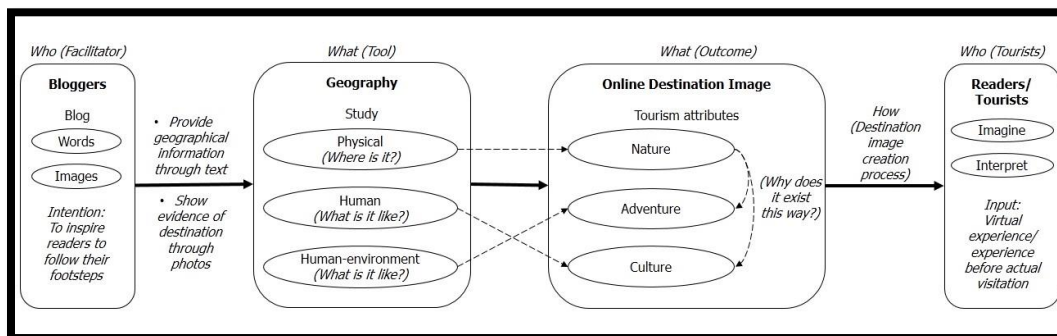 Who (Facilitator)
Bloggers
Blog
Words
Images
Intention:
To inspire
readers to
follow their
footsteps
• Provide
geographical
information
through text
• Show
evidence of
destination
through
photos
What (Tool)
Geography
Study
Physical
(Where is it?)
Human
(What is it like?)
Human-environment
(What is it like?)
What (Outcome)
Online Destination Image
Tourism attributes
Nature
Adventure
Culture
(Why does
it exist
this way?)
How
(Destination
image
creation
process)
Who (Tourists)
Readers/
Tourists
Imagine
Interpret
Input:
Virtual
experience/
experience
before actual
visitation